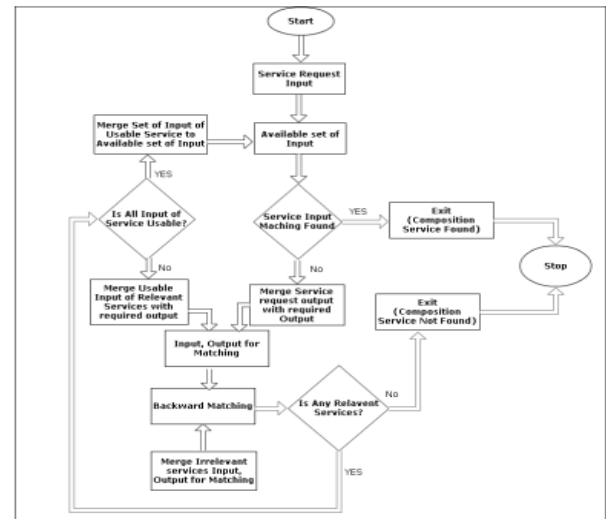 Start
Service Request
Input
Merge Set of Input of
Usable Service to
Available set of Input
Available set of
Input
YES
Is All Input of
Service Usable?
Service Input
Maching Found
YES
Exit
(Composition
Service Found)
Stop
No
No
Merge Usable
Input of Relevant
Services with
required output
Merge Service
request output
with required
Output
Exit
(Composition
Service Not Found)
Input, Output for
Matching
No
Backward Matching
Is Any Relavent
Services?
Merge Irrelevant
services Input,
Output for Matching
YES